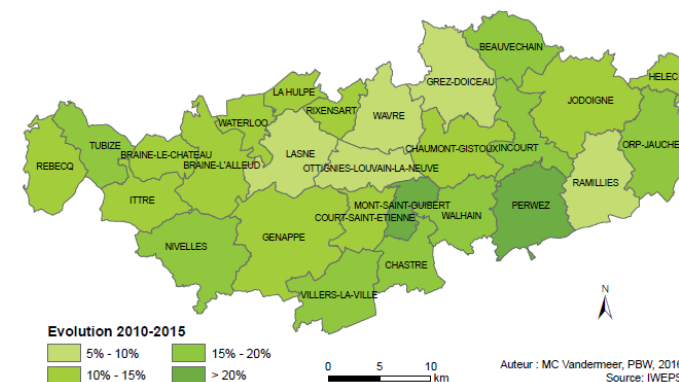 BEAUVECHAIN
GREZ-DOICEAU
HELEC
LA HULPE
JODOIGNE
RIXENSART
WAVRE
WATERLOO
TUBIZE
CHAUMONT-GISTOUX
INCOURT
ORP-JAUCHE
BRAINE-LE-CHATEAU
LASNE
REBECQ
BRAINE-L'ALLEUD
OTTIGNIES-LOUVAIN-LA-NEUVE
RAMILLIES
ITTRE
MONT-SAINT-GUIBERT
PERWEZ
COURT-SAINT-ETIENNE
WALHAIN
GENAPPE
NIVELLES
CHASTRE
VILLERS-LA-VILLE
N
Evolution 2010-2015
5% - 10% 15% - 20%
10% - 15% > 20%
0 5 10 km
Auteur : MC Vandermeer, PBW, 2016
Source: IWEPS